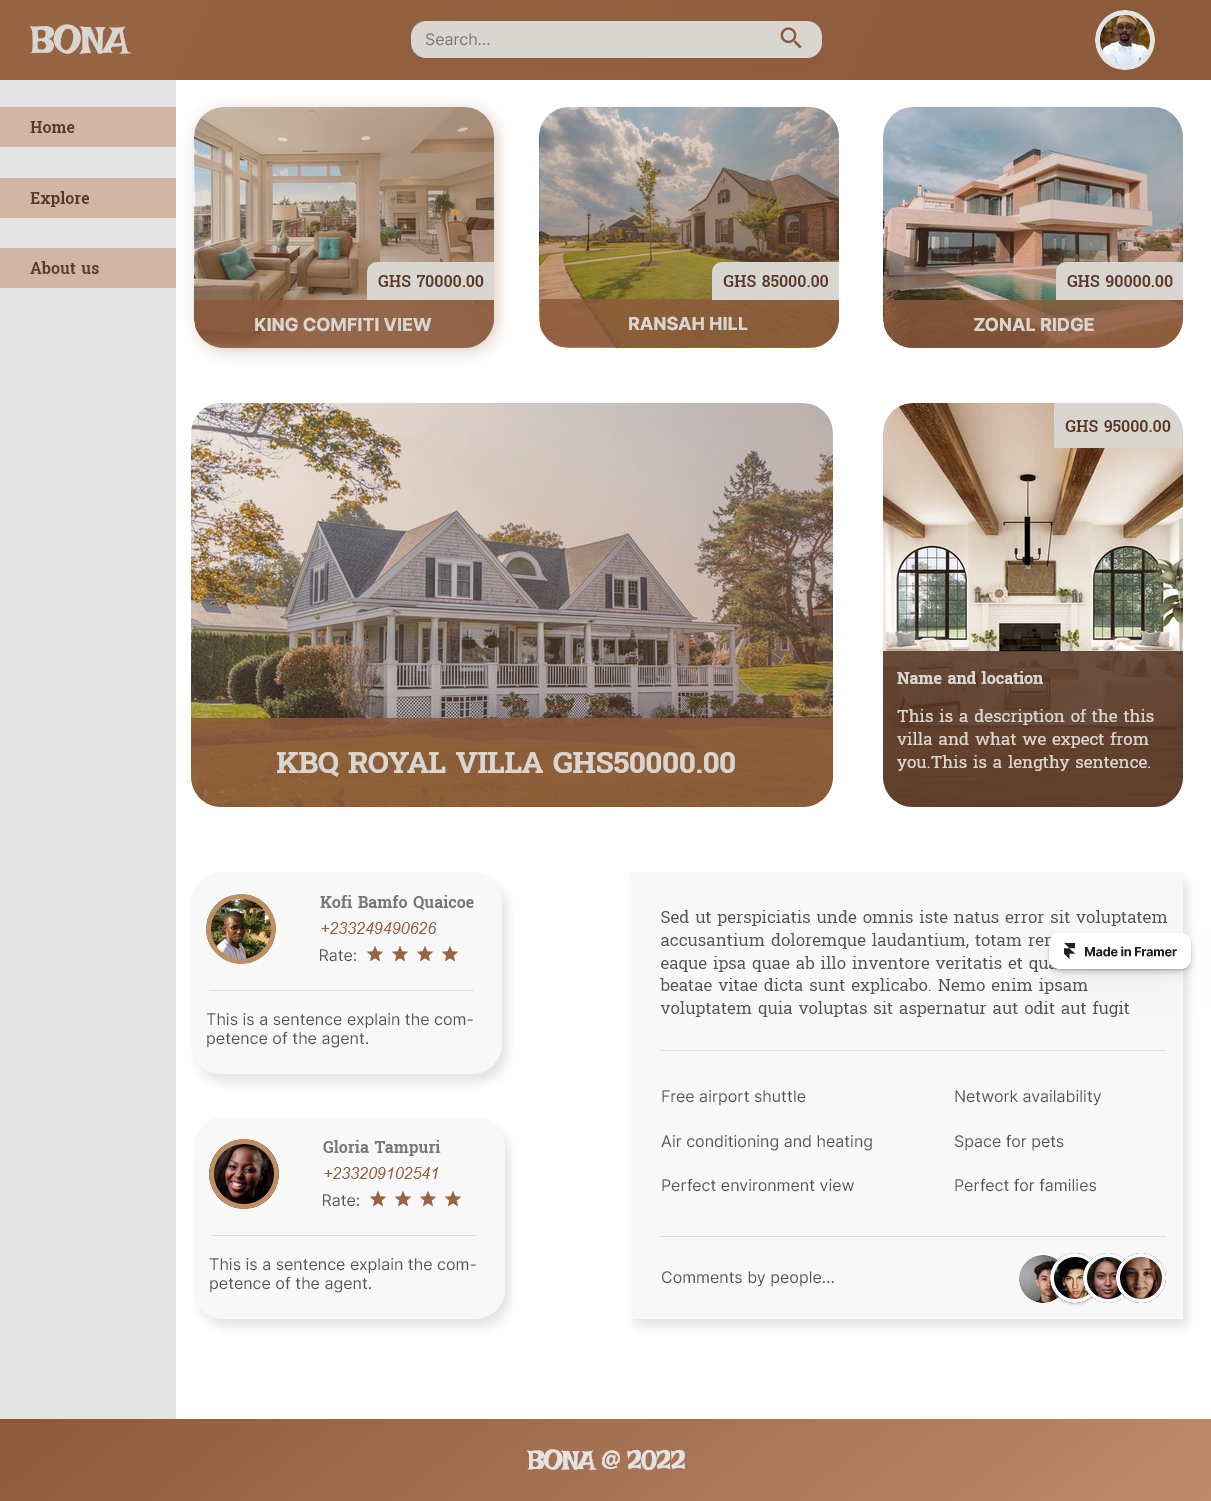 BONA
Search...
Home
Explore
About us
GHS 70000.00
KING COMFITI VIEW
GHS 85000.00
RANSAH HILL
GHS 90000.00
ZONAL RIDGE
KBQ ROYAL VILLA GHS50000.00
GHS 95000.00
Name and location
This is a description of the this
villa and what we expect from
you.This is a lengthy sentence.
Kofi Bamfo Quaicoe
+233249490626
Rate:
This is a sentence explain the com-
petence of the agent.
Gloria Tampuri
+233209102541
Rate:
This is a sentence explain the com-
petence of the agent.
Sed ut perspiciatis unde omnis iste natus error sit voluptatem
accusantium doloremque laudantium, totam
eaque ipsa quae ab illo inventore veritatis et
beatae vitae dicta sunt explicabo. Nemo enim ipsam
voluptatem quia voluptas sit aspernatur aut odit aut fugit
Made in Framer
Free airport shuttle
Network availability
Air conditioning and heating
Space for pets
Perfect environment view
Perfect for families
Comments by people...
BONA @ 2022